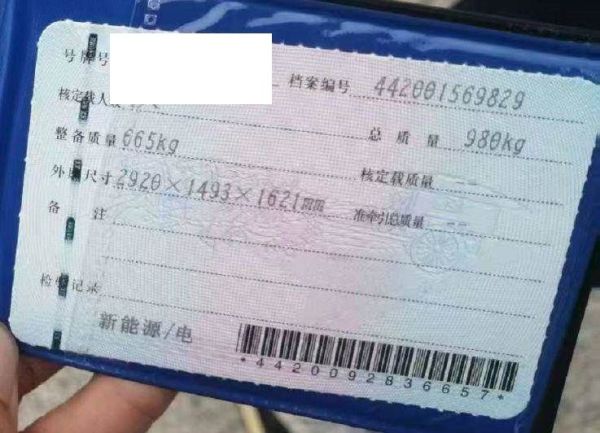 号牌号
档案编号 442001569829
核定载人数
总质量 980kg
整备质量 665kg
核定载质量 --
外廓尺寸 2920×1493×1621mm
准牵引总质量 --
备注
检验记录
新能源/电
*4420092836657*